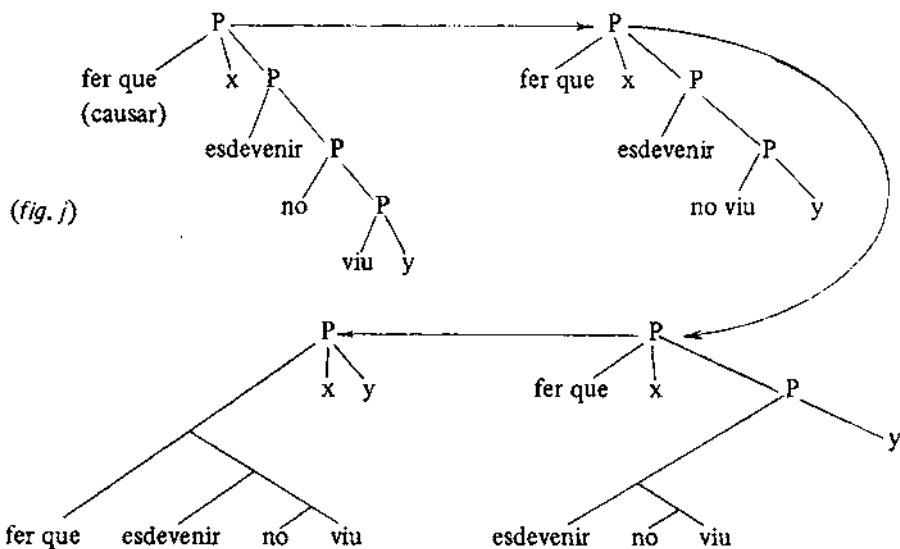 P P
fer que x P fer que x P
(causar)
esdevenir P esdevenir P
(fig. j) no P no viu y
viu y
P P
x y fer que x P
y
fer que esdevenir no viu esdevenir no viu